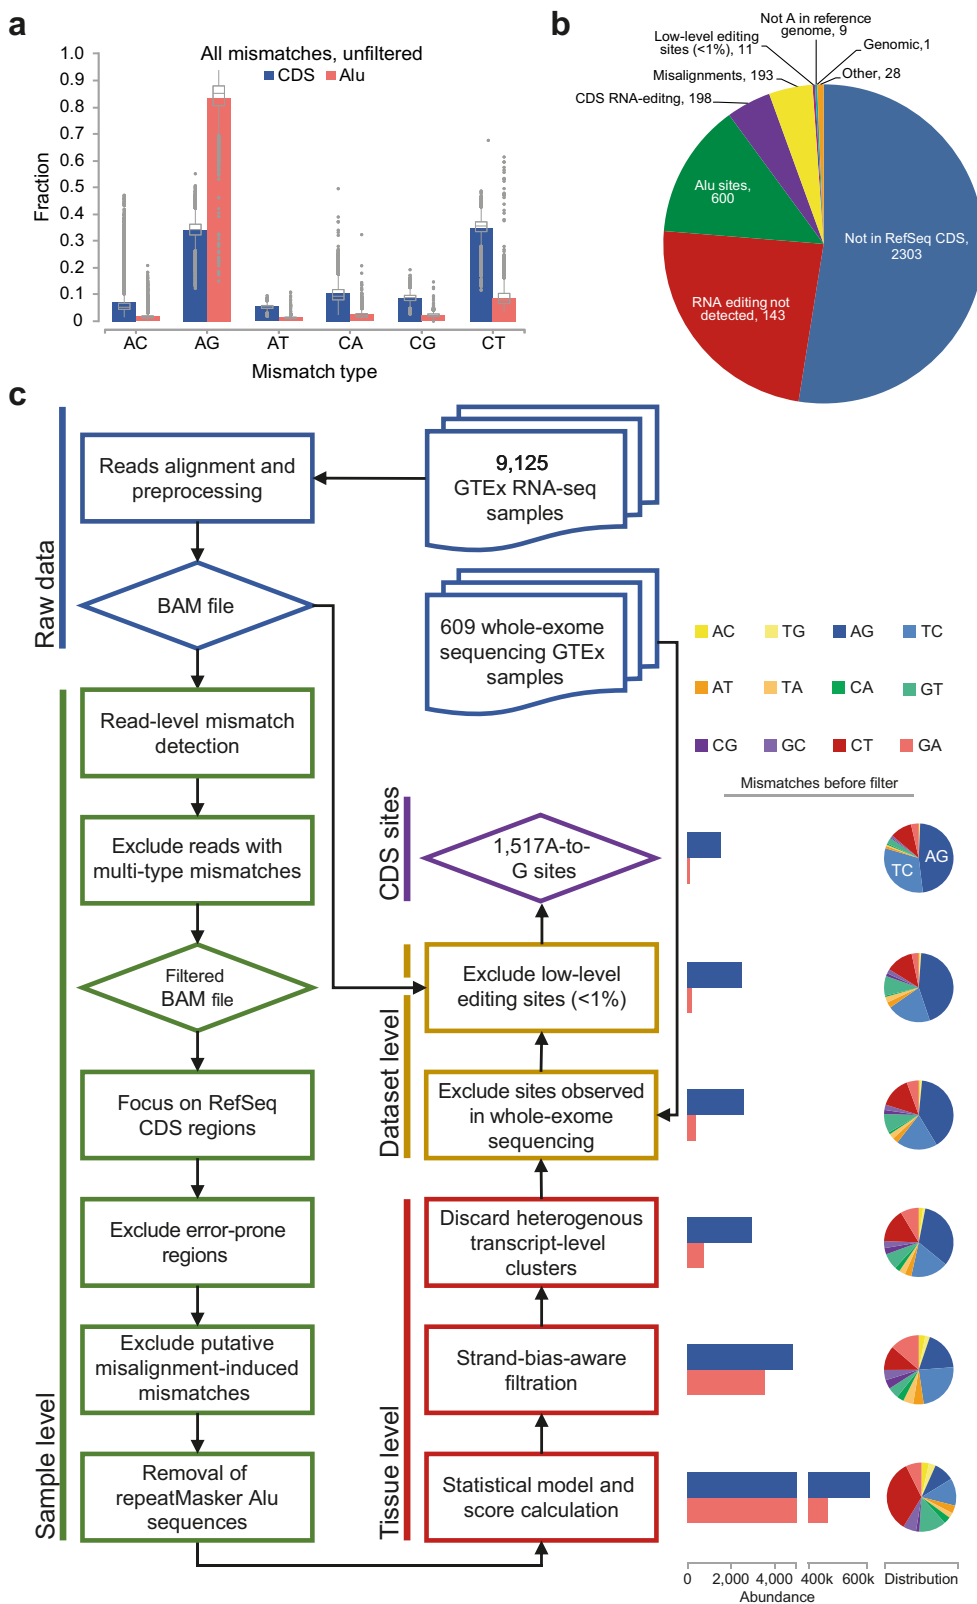 a
All mismatches, unfiltered
CDS Alu
1.0
0.9
0.8
0.7
0.6
0.5
0.4
0.3
0.2
0.1
0
Fraction
AC AG AT CA CG CT
Mismatch type
b
Not A in reference
genome, 9
Low-level editing
sites (<1%), 11
Genomic,1
Misalignments, 193
Other, 28
CDS RNA-editng, 198
Alu sites,
600
Not in RefSeq CDS,
2303
RNA editing not
detected, 143
c
Raw data
Reads alignment and
preprocessing
9,125
GTEx RNA-seq
samples
BAM file
609 whole-exome
sequencing GTEx
samples
AC TG AG TC
AT TA CA GT
CG GC CT GA
Sample level
Read-level mismatch
detection
Exclude reads with
multi-type mismatches
Filtered
BAM file
Focus on RefSeq
CDS regions
Exclude error-prone
regions
Exclude putative
misalignment-induced
mismatches
Removal of
repeatMasker Alu
sequences
CDS sites
1,517A-to-
G sites
Dataset level
Exclude low-level
editing sites (<1%)
Exclude sites observed
in whole-exome
sequencing
Tissue level
Discard heterogenous
transcript-level
clusters
Strand-bias-aware
filtration
Statistical model and
score calculation
Mismatches before filter
AG
TC
0 2,000 4,000 400k 600k
Abundance
Distribution